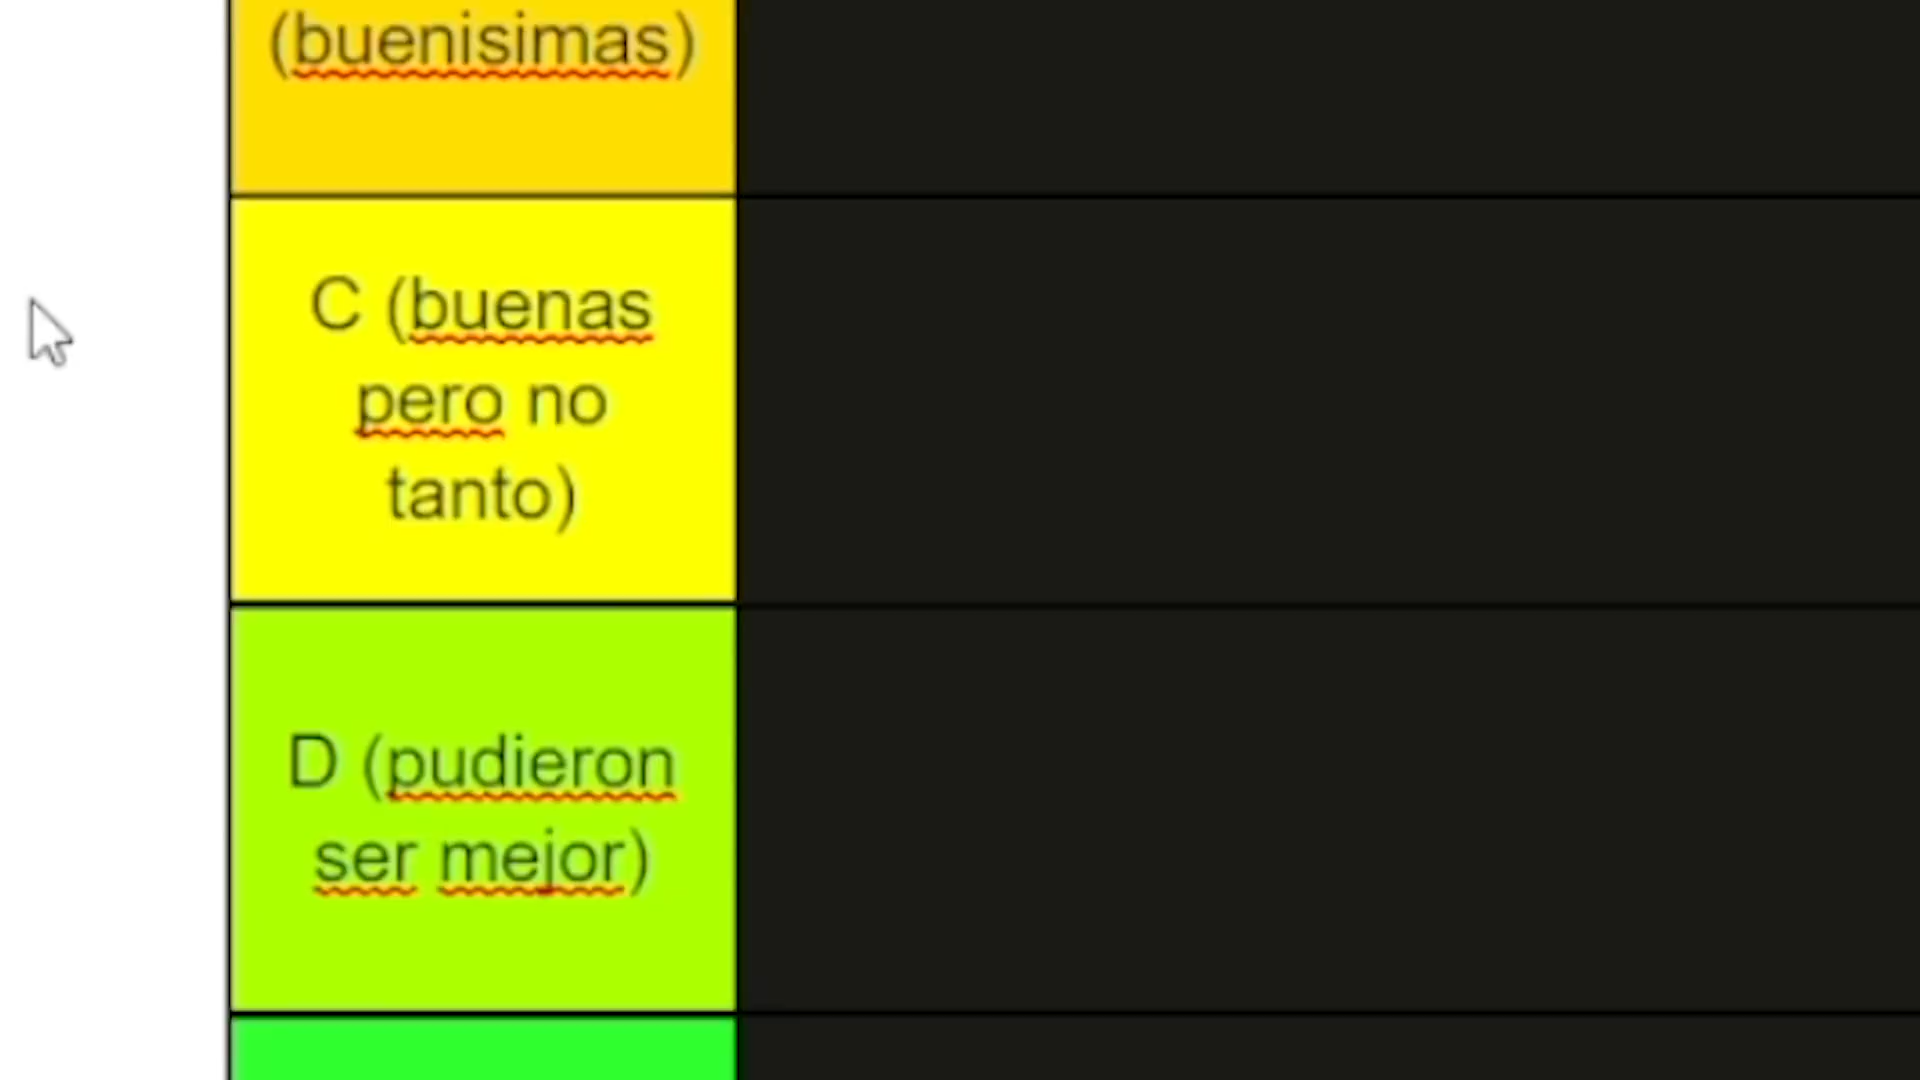 (buenisimas)
C (buenas
pero no
tanto)
D (pudieron
ser mejor)